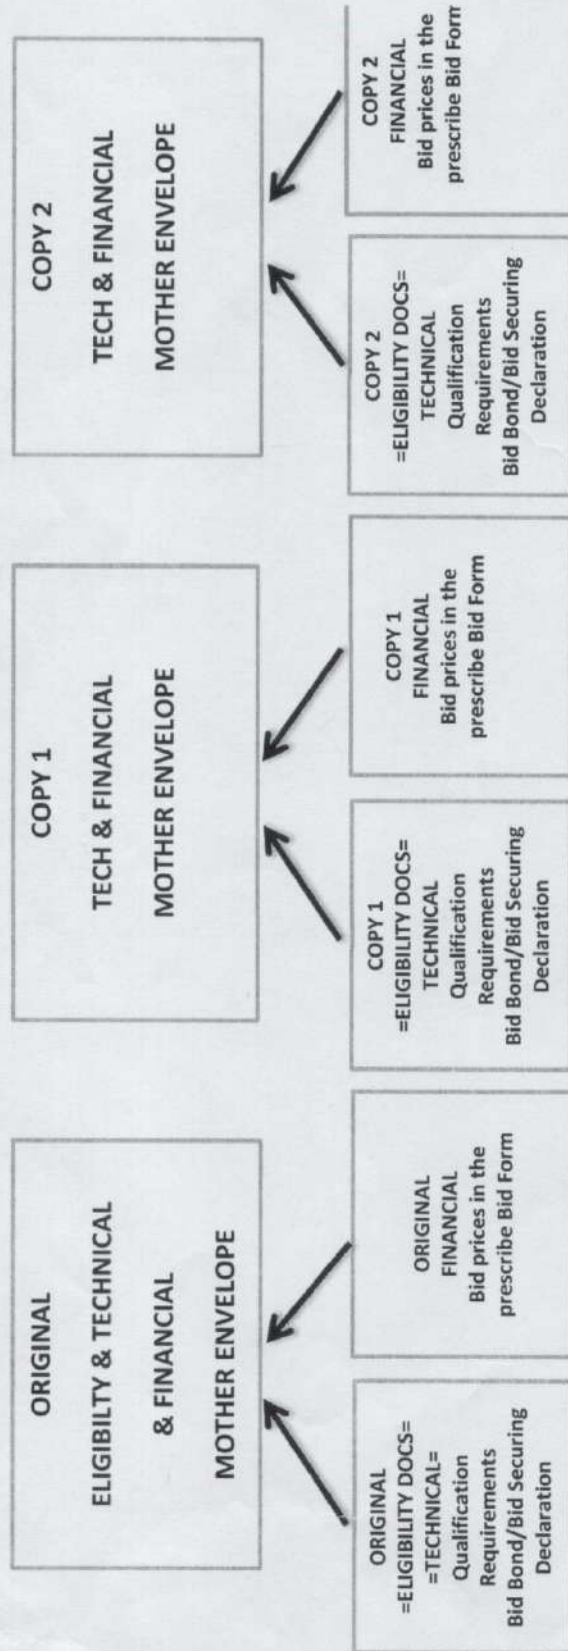 ORIGINAL
ELIGIBILTY & TECHNICAL
& FINANCIAL
MOTHER ENVELOPE
COPY 1
TECH & FINANCIAL
MOTHER ENVELOPE
COPY 2
TECH & FINANCIAL
MOTHER ENVELOPE
ORIGINAL
=ELIGIBILITY DOCS=
=TECHNICAL=
Qualification
Requirements
Bid Bond/Bid Securing
Declaration
ORIGINAL
FINANCIAL
Bid prices in the
prescribe Bid Form
COPY 1
=ELIGIBILITY DOCS=
TECHNICAL
Qualification
Requirements
Bid Bond/Bid Securing
Declaration
COPY 1
FINANCIAL
Bid prices in the
prescribe Bid Form
COPY 2
=ELIGIBILITY DOCS=
TECHNICAL
Qualification
Requirements
Bid Bond/Bid Securing
Declaration
COPY 2
FINANCIAL
Bid prices in the
prescribe Bid Form